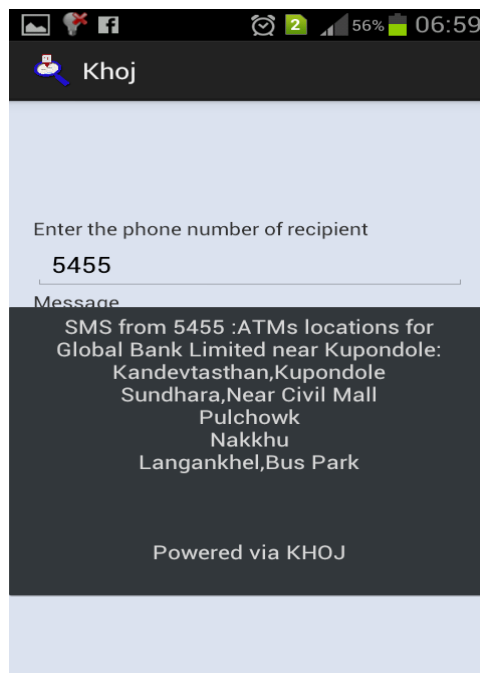 2 56% 06:59
Khoj
Enter the phone number of recipient
5455
Message
SMS from 5455 :ATMs locations for
Global Bank Limited near Kupondole:
Kandevtasthan,Kupondole
Sundhara,Near Civil Mall
Pulchowk
Nakkhu
Langankhel,Bus Park
Powered via KHOJ